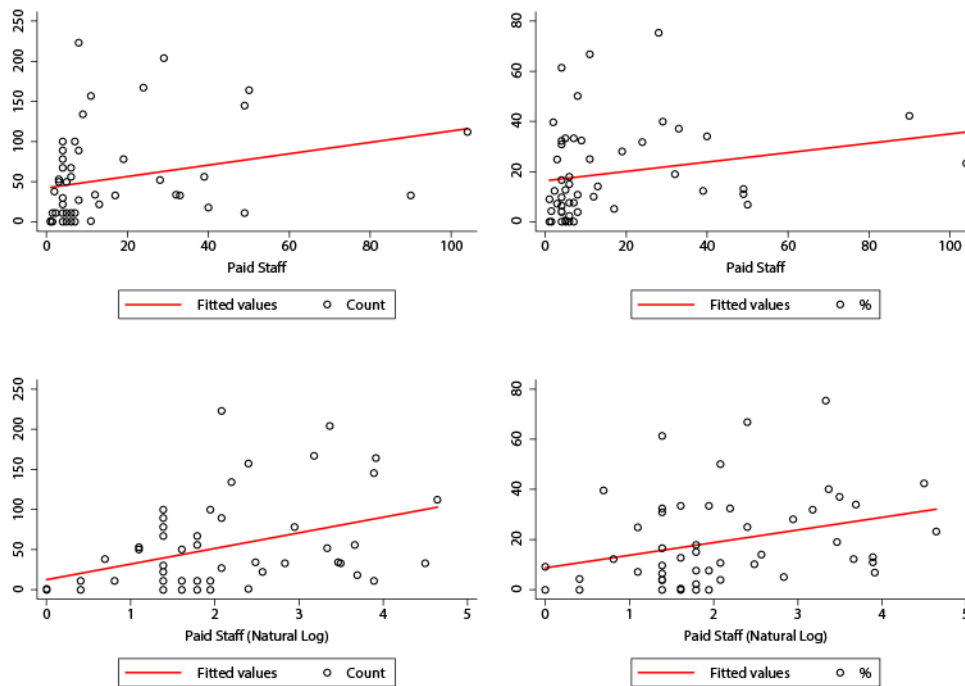 250
200
150
100
50
0
0 20 40 60 80 100
Paid Staff
Fitted values Count
80
60
40
20
0
0 20 40 60 80 100
Paid Staff
Fitted values %
250
200
150
100
50
0
0 1 2 3 4 5
Paid Staff (Natural Log)
Fitted values Count
80
60
40
20
0
0 1 2 3 4 5
Paid Staff (Natural Log)
Fitted values %